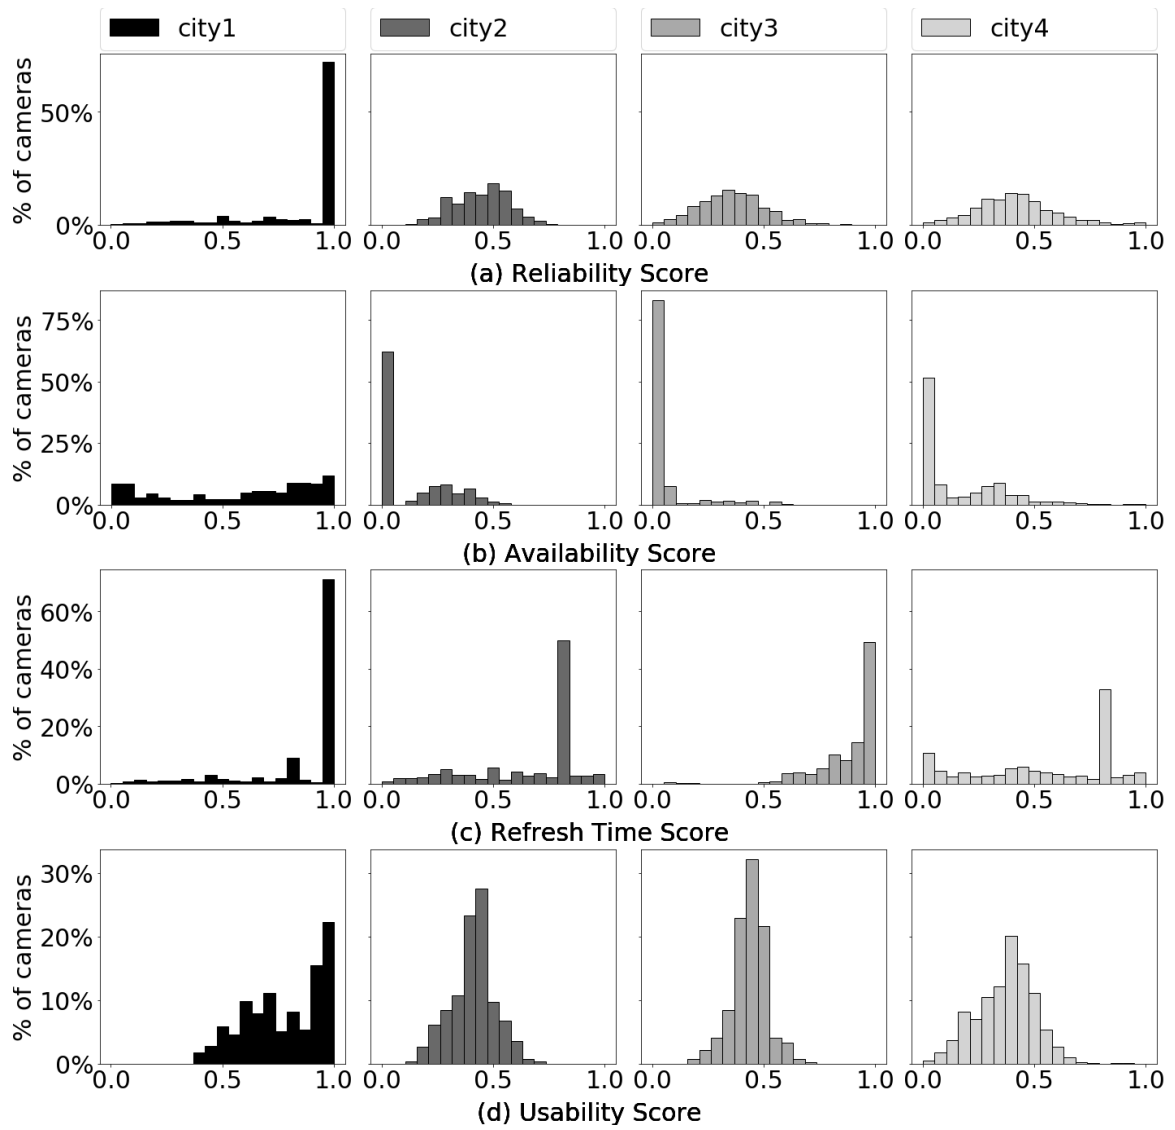 city1 city2 city3 city4
% of cameras
50%
0%
0.0 0.5 1.0 0.0 0.5 1.0 0.0 0.5 1.0 0.0 0.5 1.0
(a) Reliability Score
% of cameras
75%
50%
25%
0%
0.0 0.5 1.0 0.0 0.5 1.0 0.0 0.5 1.0 0.0 0.5 1.0
(b) Availability Score
% of cameras
60%
40%
20%
0%
0.0 0.5 1.0 0.0 0.5 1.0 0.0 0.5 1.0 0.0 0.5 1.0
(c) Refresh Time Score
% of cameras
30%
20%
10%
0%
0.0 0.5 1.0 0.0 0.5 1.0 0.0 0.5 1.0 0.0 0.5 1.0
(d) Usability Score